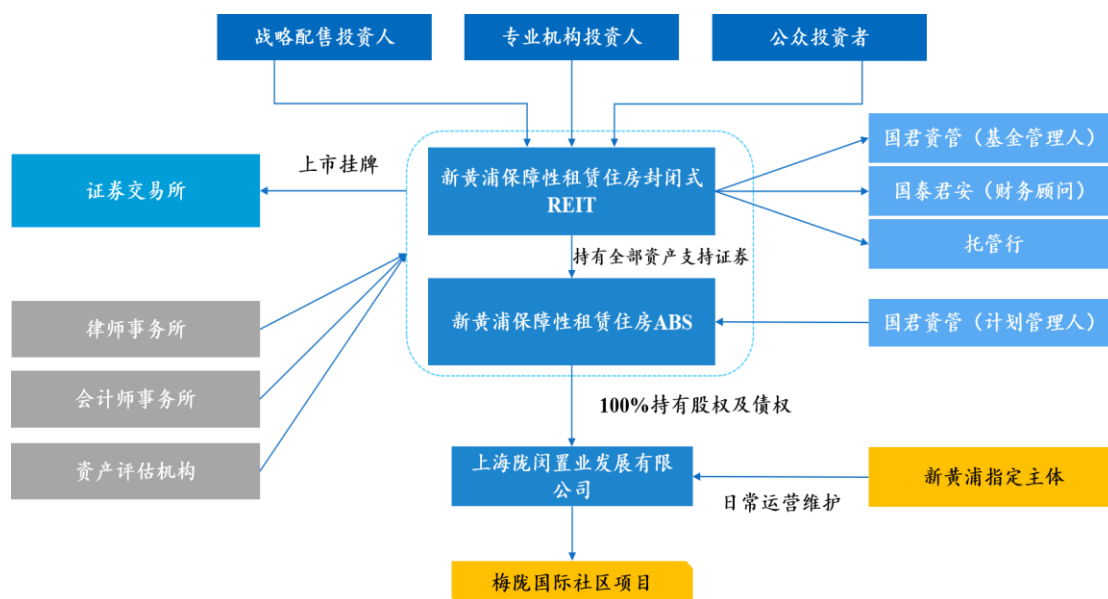 战略配售投资人
专业机构投资人
公众投资者
证券交易所
上市挂牌
新黄浦保障性租赁住房封闭式
REIT
国君资管（基金管理人）
国泰君安（财务顾问）
托管行
持有全部资产支持证券
新黄浦保障性租赁住房ABS
国君资管（计划管理人）
律师事务所
会计师事务所
资产评估机构
100%持有股权及债权
上海陇闵置业发展有限
公司
日常运营维护
新黄浦指定主体
梅陇国际社区项目